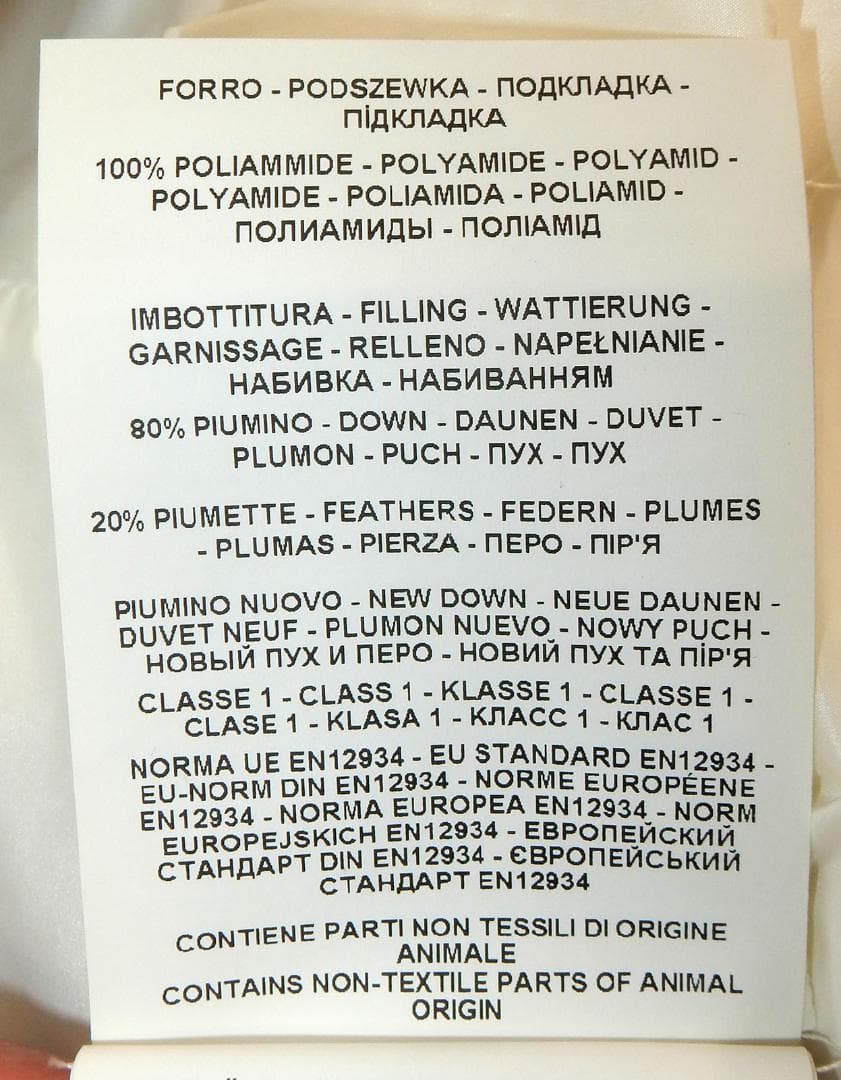 FORRO - PODSZEWKA - ПОДКЛАДКА -
ПІДКЛАДКА
100% POLIAMMIDE - POLYAMIDE - POLYAMID -
POLYAMIDE - POLIAMIDA - POLIAMID -
ПОЛИАМИДЫ - ПОЛІАМІД
IMBOTTITURA - FILLING - WATTIERUNG -
GARNISSAGE - RELLENO - NAPEŁNIANIE -
НАБИВКА - НАБИВАННЯМ
80% PIUMINO - DOWN - DAUNEN - DUVET -
PLUMON - PUCH - ПУХ - ПУХ
20% PIUMETTE - FEATHERS - FEDERN - PLUMES
- PLUMAS - PIERZA - ПЕРО - ПІР'Я
PIUMINO NUOVO - NEW DOWN - NEUE DAUNEN -
DUVET NEUF - PLUMON NUEVO - NOWY PUCH -
НОВЫЙ ПУХ И ПЕРО - НОВИЙ ПУХ ТА ПІР'Я
CLASSE 1 - CLASS 1 - KLASSE 1 - CLASSE 1 -
CLASE 1 - KLASA 1 - КЛАСС 1 - КЛАС 1
NORMA UE EN12934 - EU STANDARD EN12934 -
EU-NORM DIN EN12934 - NORME EUROPÉENE
EN12934 - NORMA EUROPEA EN12934 - NORM
EUROPEJSKICH EN12934 - ЕВРОПЕЙСКИЙ
СТАНДАРТ DIN EN12934 - ЄВРОПЕЙСЬКИЙ
СТАНДАРТ EN12934
CONTIENE PARTI NON TESSILI DI ORIGINE
ANIMALE
CONTAINS NON-TEXTILE PARTS OF ANIMAL
ORIGIN